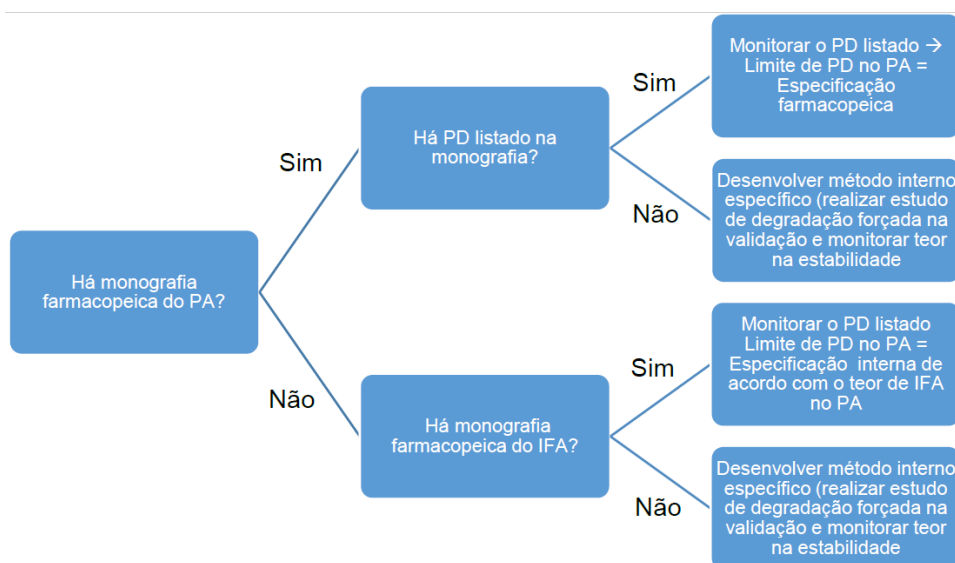 Há monografia
farmacopeica do PA?
Sim
Não
Há PD listado na
monografia?
Sim
Não
Monitorar o PD listado →
Limite de PD no PA =
Especificação
farmacopeica
Desenvolver método interno
específico (realizar estudo
de degradação forçada na
validação e monitorar teor
na estabilidade
Há monografia
farmacopeica do IFA?
Sim
Não
Monitorar o PD listado
Limite de PD no PA =
Especificação interna de
acordo com o teor de IFA
no PA
Desenvolver método interno
específico (realizar estudo
de degradação forçada na
validação e monitorar teor
na estabilidade